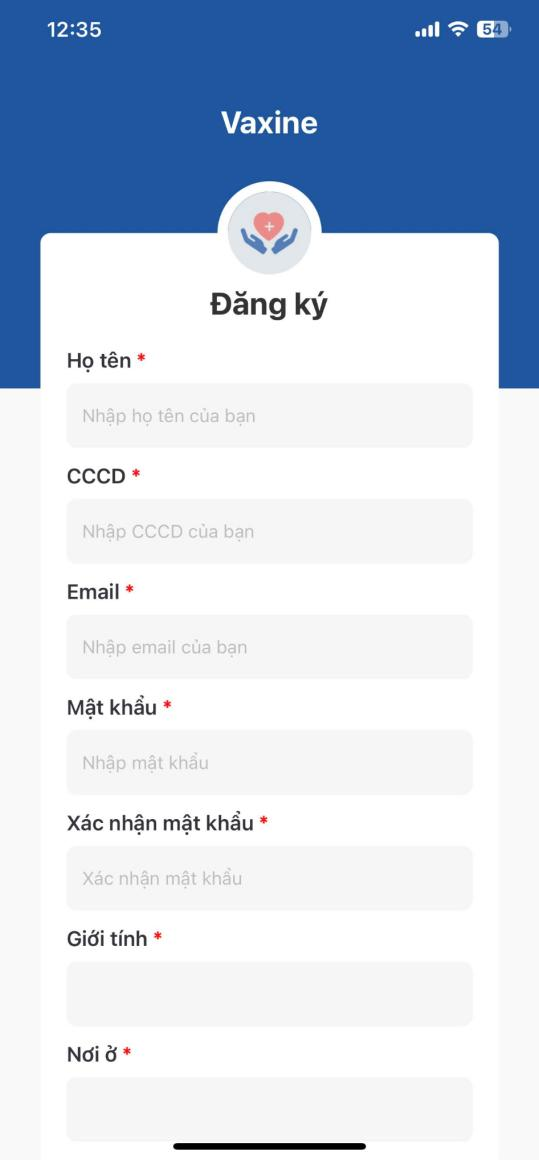 12:35
54
Vaxine
Đăng ký
Họ tên *
Nhập họ tên của bạn
CCCD *
Nhập CCCD của bạn
Email *
Nhập email của bạn
Mật khẩu *
Nhập mật khẩu
Xác nhận mật khẩu *
Xác nhận mật khẩu
Giới tính *
Nơi ở *